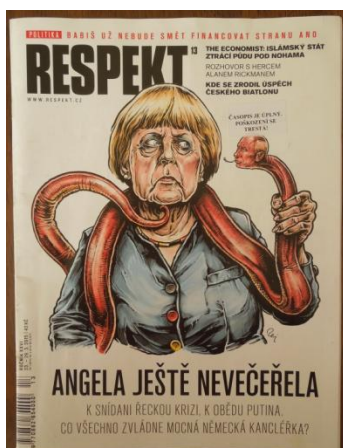 POLITIKA BABIŠ UŽ NEBUDE SMĚT FINANCOVAT STRANU ANO
RESPEKT 13
WWW.RESPEKT.CZ
THE ECONOMIST: ISLÁMSKÝ STÁT
ZTRÁCÍ PŮDU POD NOHAMA
ROZHOVOR S HERCEM
ALANEM RICKMANEM
KDE SE ZRODIL ÚSPĚCH
ČESKÉHO BIATLONU
ČASOPIS JE ÚPLNÝ.
POŠKOZENÍ SE
TRESTÁ!
ANGELA JEŠTĚ NEVEČEŘELA
K SNÍDANI ŘECKOU KRIZI, K OBĚDU PUTINA.
CO VŠECHNO ZVLÁDNE MOCNÁ NĚMECKÁ KANCLÉŘKA?